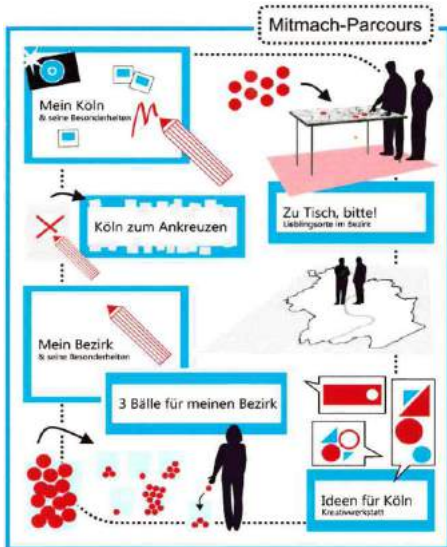 Mitmach-Parcours
Mein Köln
& seine Besonderheiten
Köln zum Ankreuzen
Zu Tisch, bitte!
Lieblingsorte im Bezirk
Mein Bezirk
& seine Besonderheiten
3 Bälle für meinen Bezirk
Ideen für Köln
Kreativwerkstatt